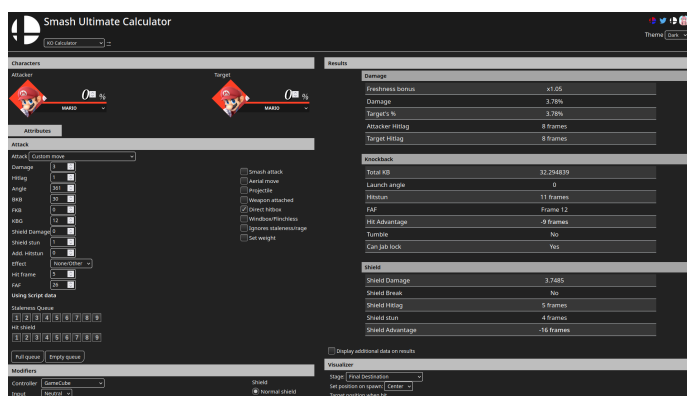 Smash Ultimate Calculator
KO Calculator
Theme Dark
Characters
Attacker
Target
0 %
0 %
MARIO
MARIO
Attributes
Attack
Attack Custom move
Damage 3
Hitlag 1
Angle 361
BKB 30
FKB 0
KBG 12
Shield Damage 0
Shield stun 1
Add. Hitstun 0
Effect None/Other
Hit frame 5
FAF 26
Smash attack
Aerial move
Projectile
Weapon attached
Direct hitbox
Windbox/Flinchless
Ignores staleness/rage
Set weight
Using Script data
Staleness Queue
1 2 3 4 5 6 7 8 9
Hit shield
1 2 3 4 5 6 7 8 9
Full queue Empty queue
Modifiers
Controller GameCube
Input Neutral
Shield
Normal shield
Results
Damage
Freshness bonus x1.05
Damage 3.78%
Target's % 3.78%
Attacker Hitlag 8 frames
Target Hitlag 8 frames
Knockback
Total KB 32.294839
Launch angle 0
Hitstun 11 frames
FAF Frame 12
Hit Advantage -9 frames
Tumble No
Can Jab lock Yes
Shield
Shield Damage 3.7485
Shield Break No
Shield Hitlag 5 frames
Shield stun 4 frames
Shield Advantage -16 frames
Display additional data on results
Visualizer
Stage: Final Destination
Set position on spawn: Center
Target position when hit